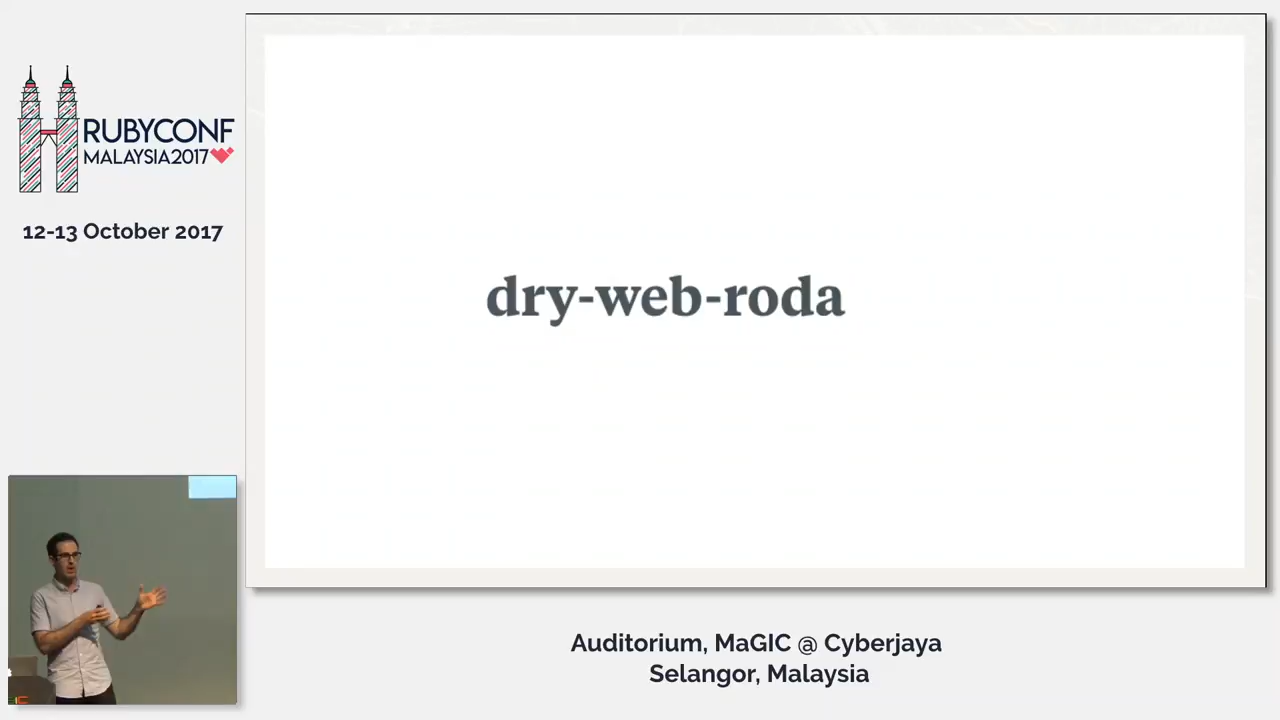 RUBYCONF
MALAYSIA2017
12-13 October 2017
dry-web-roda
Auditorium, MaGIC @ Cyberjaya
Selangor, Malaysia